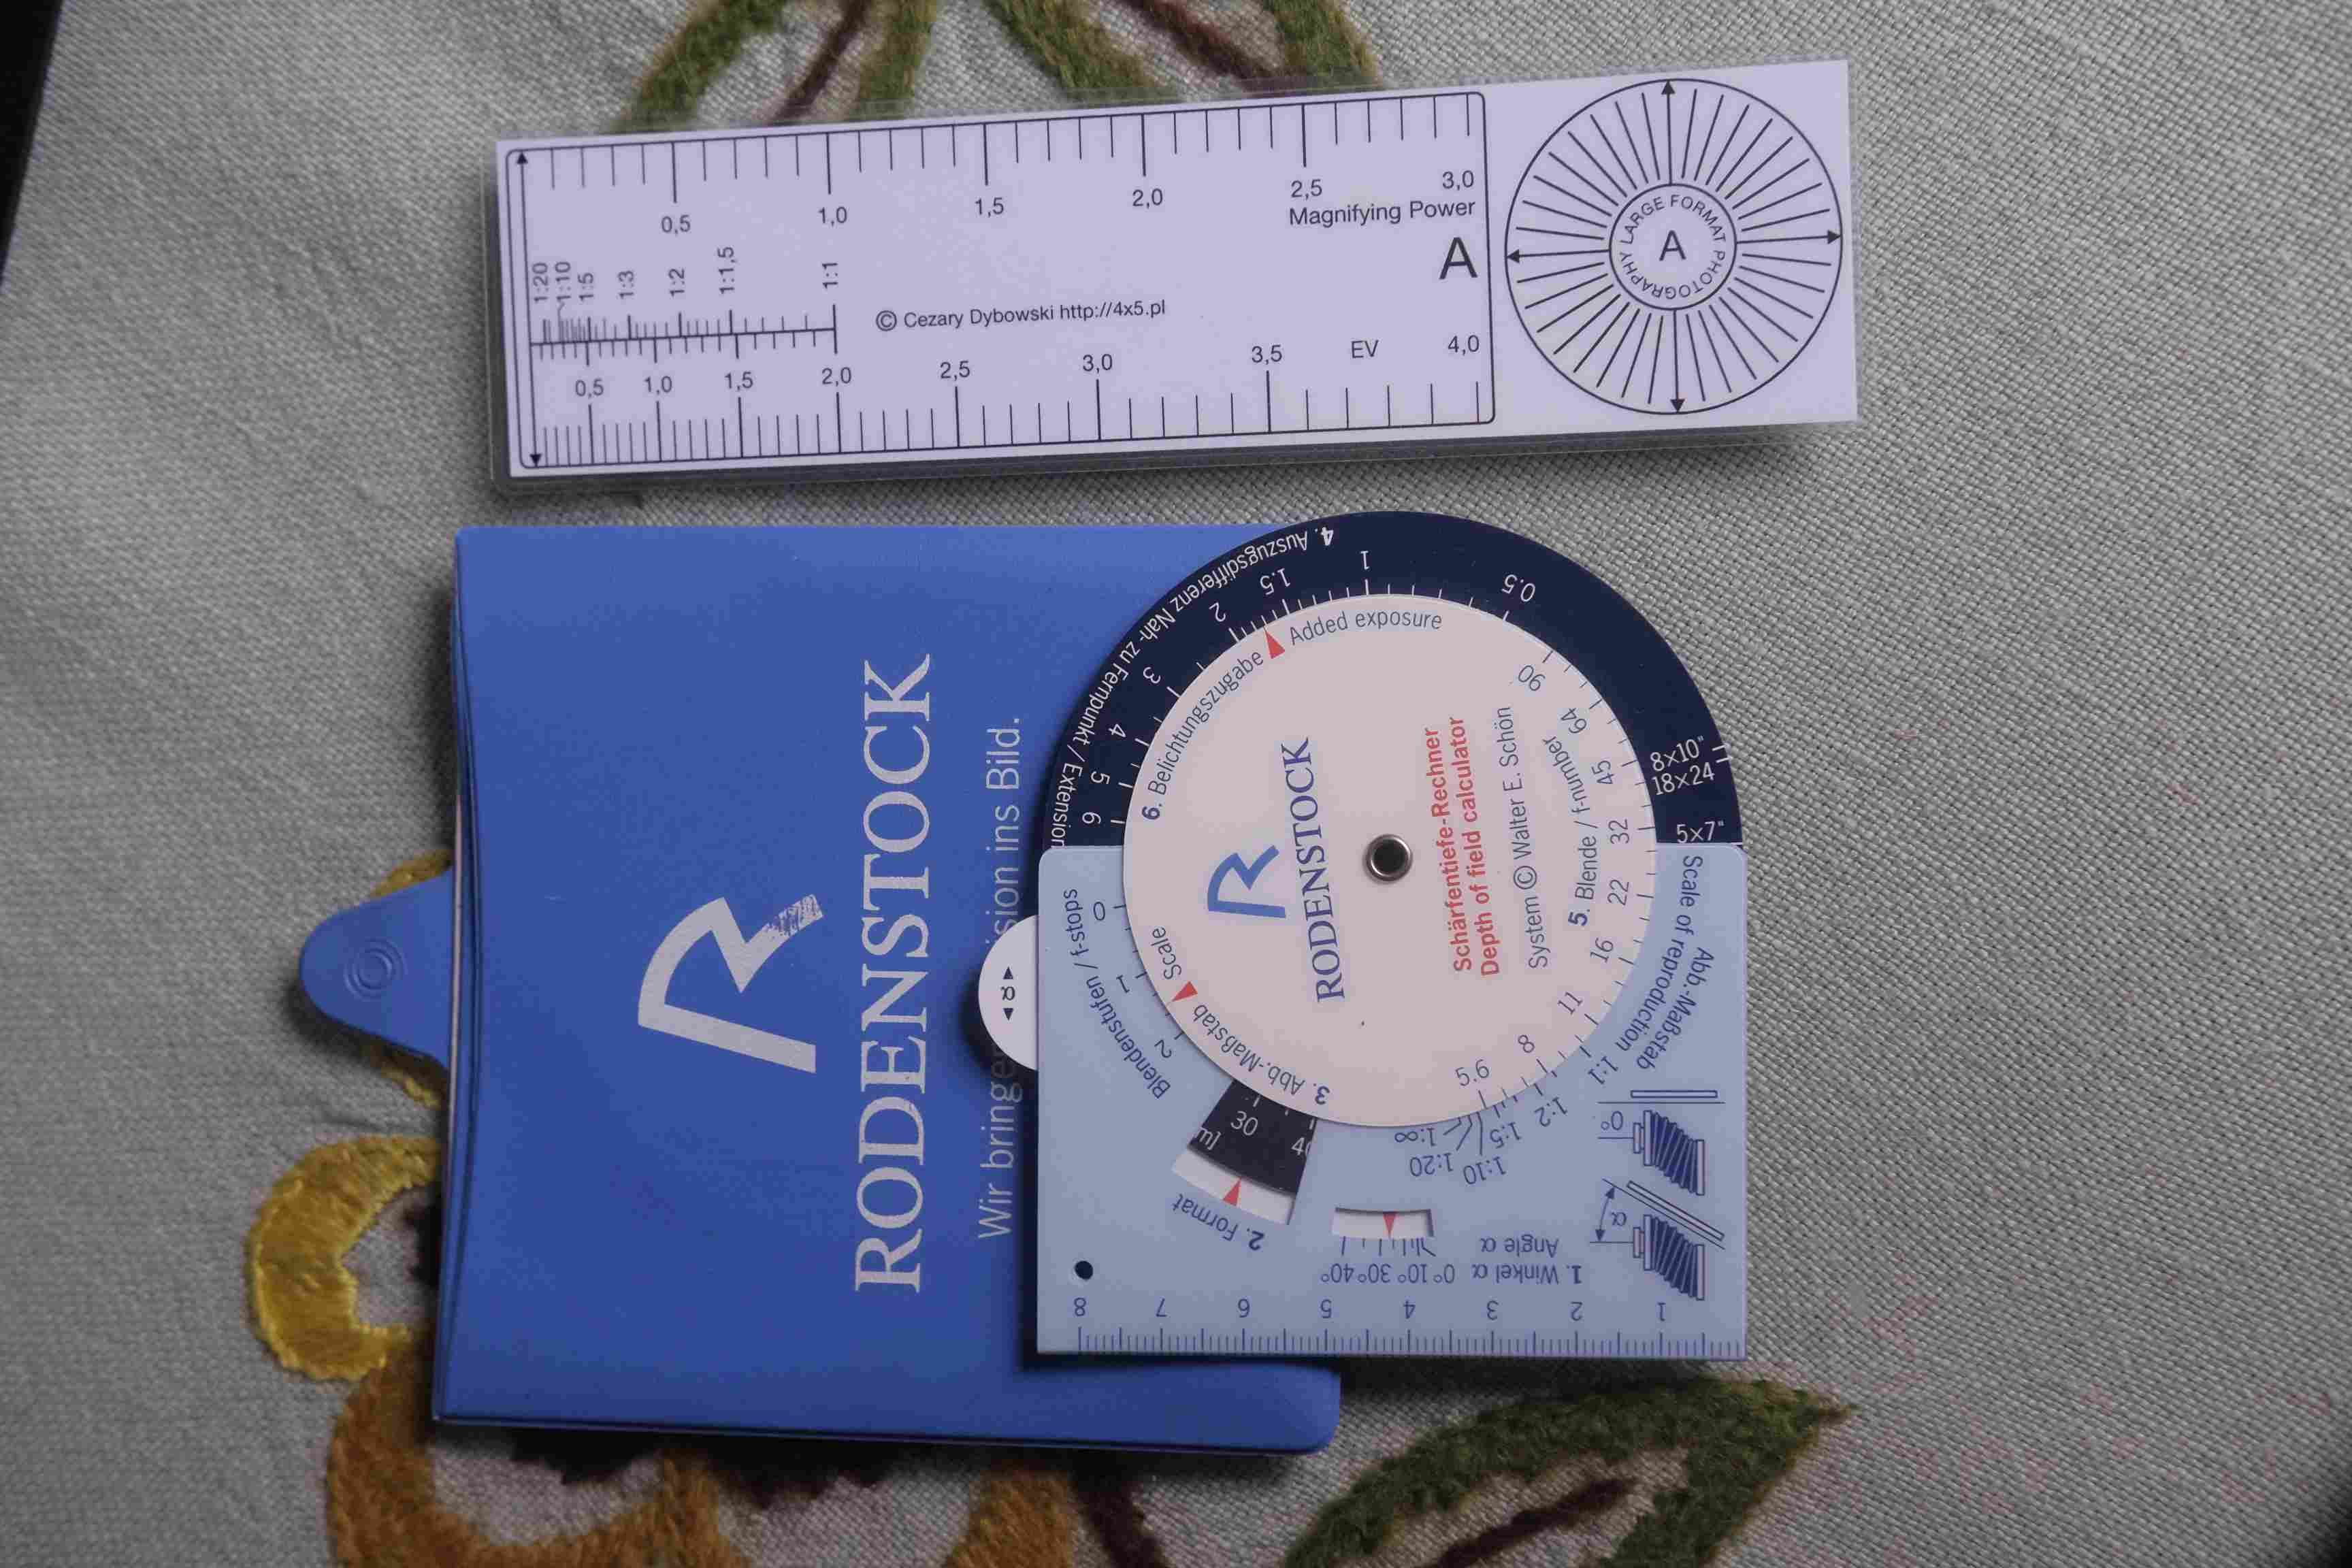 0,5 1,0 1,5 2,0 2,5 3,0
Magnifying Power
A
1:20 1:10 1:5 1:3 1:2 1:1,5 1:1
© Cezary Dybowski http://4x5.pl
0,5 1,0 1,5 2,0 2,5 3,0 3,5 EV 4,0
LARGE FORMAT PHOTOGRAPHY
A
R
RODENSTOCK
Wir bringe ision ins Bild.
4. Auszugsdifferenz Nah- zu Fernpunkt / Extension
0.5 1 1.5 2 3 4 5 6
8×10"
18×24
5×7"
6. Belichtungszugabe Added exposure
R
RODENSTOCK
Schärfentiefe-Rechner
Depth of field calculator
System © Walter E. Schön
5. Blende / f-number
90 64 45 32 22 16 11 8 5.6
3. Abb.-Maßstab Scale
Blendenstufen / f-stops
0 1 2
α
30 40
m]
2. Format
Abb.-Maßstab
Scale of reproduction
1:1 1:2 1:5 1:10 1:20 1:∞
0°
α
1. Winkel α
Angle α
0° 10° 30° 40°
1 2 3 4 5 6 7 8